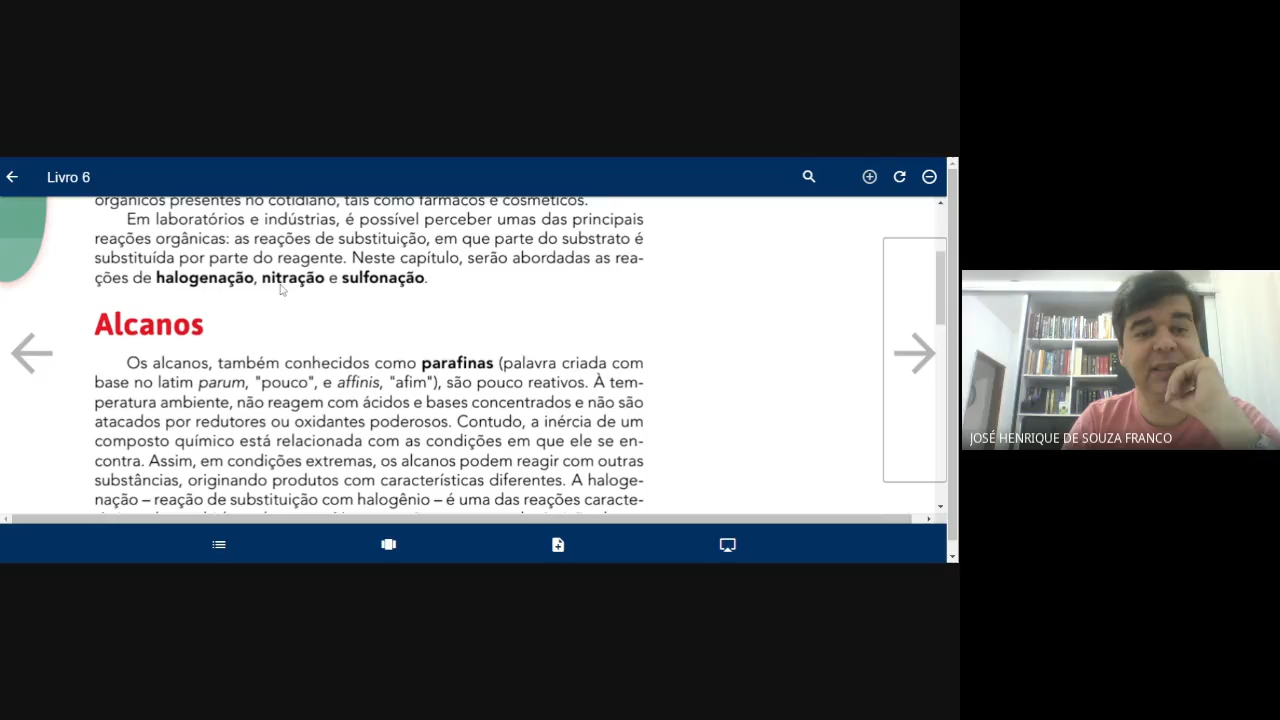 Livro 6
orgânicos presentes no cotidiano, tais como fármacos e cosméticos.
Em laboratórios e indústrias, é possível perceber umas das principais
reações orgânicas: as reações de substituição, em que parte do substrato é
substituída por parte do reagente. Neste capítulo, serão abordadas as rea-
ções de halogenação, nitração e sulfonação.
Alcanos
Os alcanos, também conhecidos como parafinas (palavra criada com
base no latim parum, "pouco", e affinis, "afim"), são pouco reativos. À tem-
peratura ambiente, não reagem com ácidos e bases concentrados e não são
atacados por redutores ou oxidantes poderosos. Contudo, a inércia de um
composto químico está relacionada com as condições em que ele se en-
contra. Assim, em condições extremas, os alcanos podem reagir com outras
substâncias, originando produtos com características diferentes. A haloge-
nação – reação de substituição com halogênio – é uma das reações caracte-
JOSÉ HENRIQUE DE SOUZA FRANCO